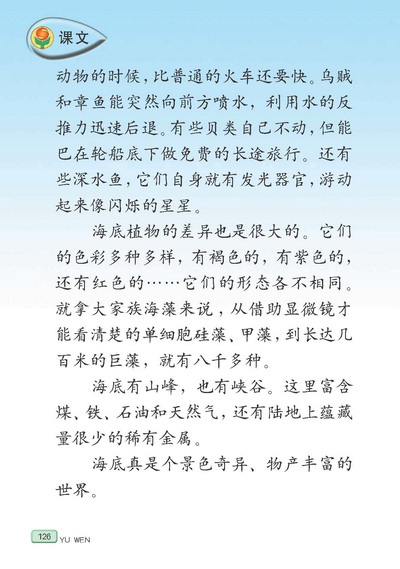 课文
动物的时候，比普通的火车还要快。乌贼
和章鱼能突然向前方喷水，利用水的反
推力迅速后退。有些贝类自己不动，但能
巴在轮船底下做免费的长途旅行。还有
些深水鱼，它们自身就有发光器官，游动
起来像闪烁的星星。
海底植物的差异也是很大的。它们
的色彩多种多样，有褐色的，有紫色的，
还有红色的……它们的形态各不相同。
就拿大家族海藻来说，从借助显微镜才
能看清楚的单细胞硅藻、甲藻，到长达几
百米的巨藻，就有八千多种。
海底有山峰，也有峡谷。这里富含
煤、铁、石油和天然气，还有陆地上蕴藏
量很少的稀有金属。
海底真是个景色奇异、物产丰富的
世界。
126
YU WEN